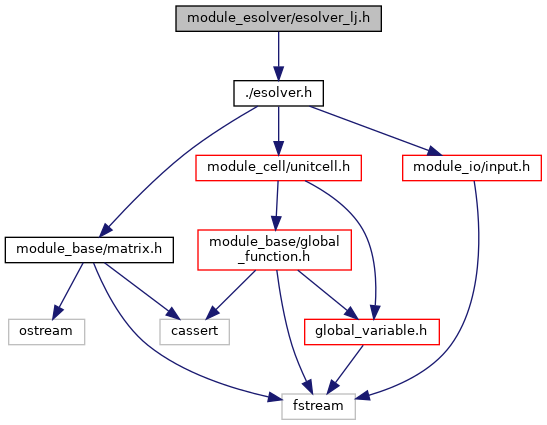 module_esolver/esolver_lj.h
./esolver.h
module_cell/unitcell.h
module_io/input.h
module_base/matrix.h
module_base/global
_function.h
ostream
cassert
global_variable.h
fstream